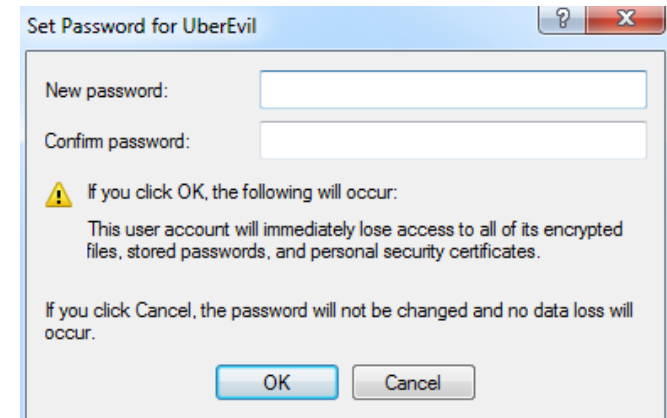 Set Password for UberEvil
New password:
Confirm password:
If you click OK, the following will occur:
This user account will immediately lose access to all of its encrypted
files, stored passwords, and personal security certificates.
If you click Cancel, the password will not be changed and no data loss will
occur.
OK Cancel